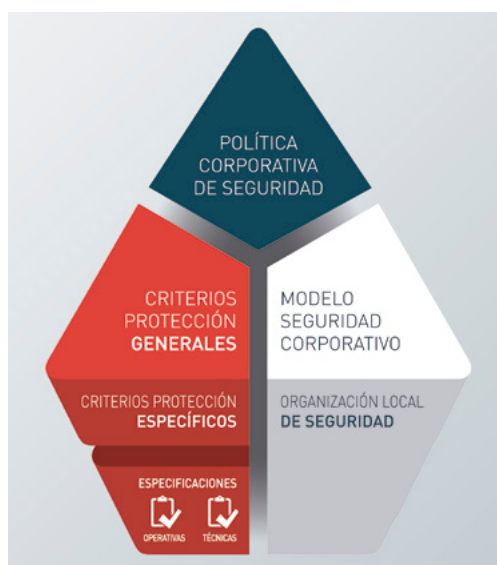 POLÍTICA
CORPORATIVA
DE SEGURIDAD
CRITERIOS
PROTECCIÓN
GENERALES
MODELO
SEGURIDAD
CORPORATIVO
CRITERIOS PROTECCIÓN
ESPECÍFICOS
ORGANIZACIÓN LOCAL
DE SEGURIDAD
ESPECIFICACIONES
OPERATIVAS
TÉCNICAS